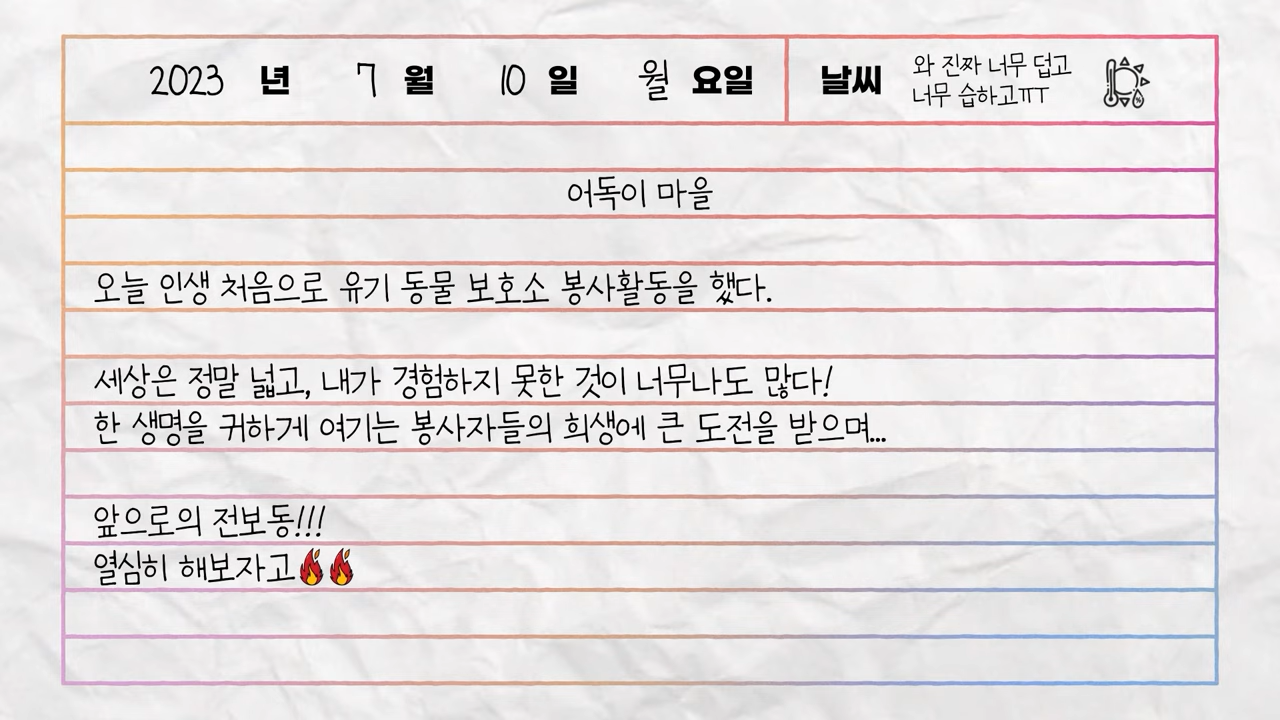 2023 년 7 월 10 일 월 요일 날씨 와 진짜 너무 덥고
너무 습하고ㅠㅜ
어독이 마을
오늘 인생 처음으로 유기 동물 보호소 봉사활동을 했다.
세상은 정말 넓고, 내가 경험하지 못한 것이 너무나도 많다!
한 생명을 귀하게 여기는 봉사자들의 희생에 큰 도전을 받으며...
앞으로의 전보동!!!
열심히 해보자고🔥🔥